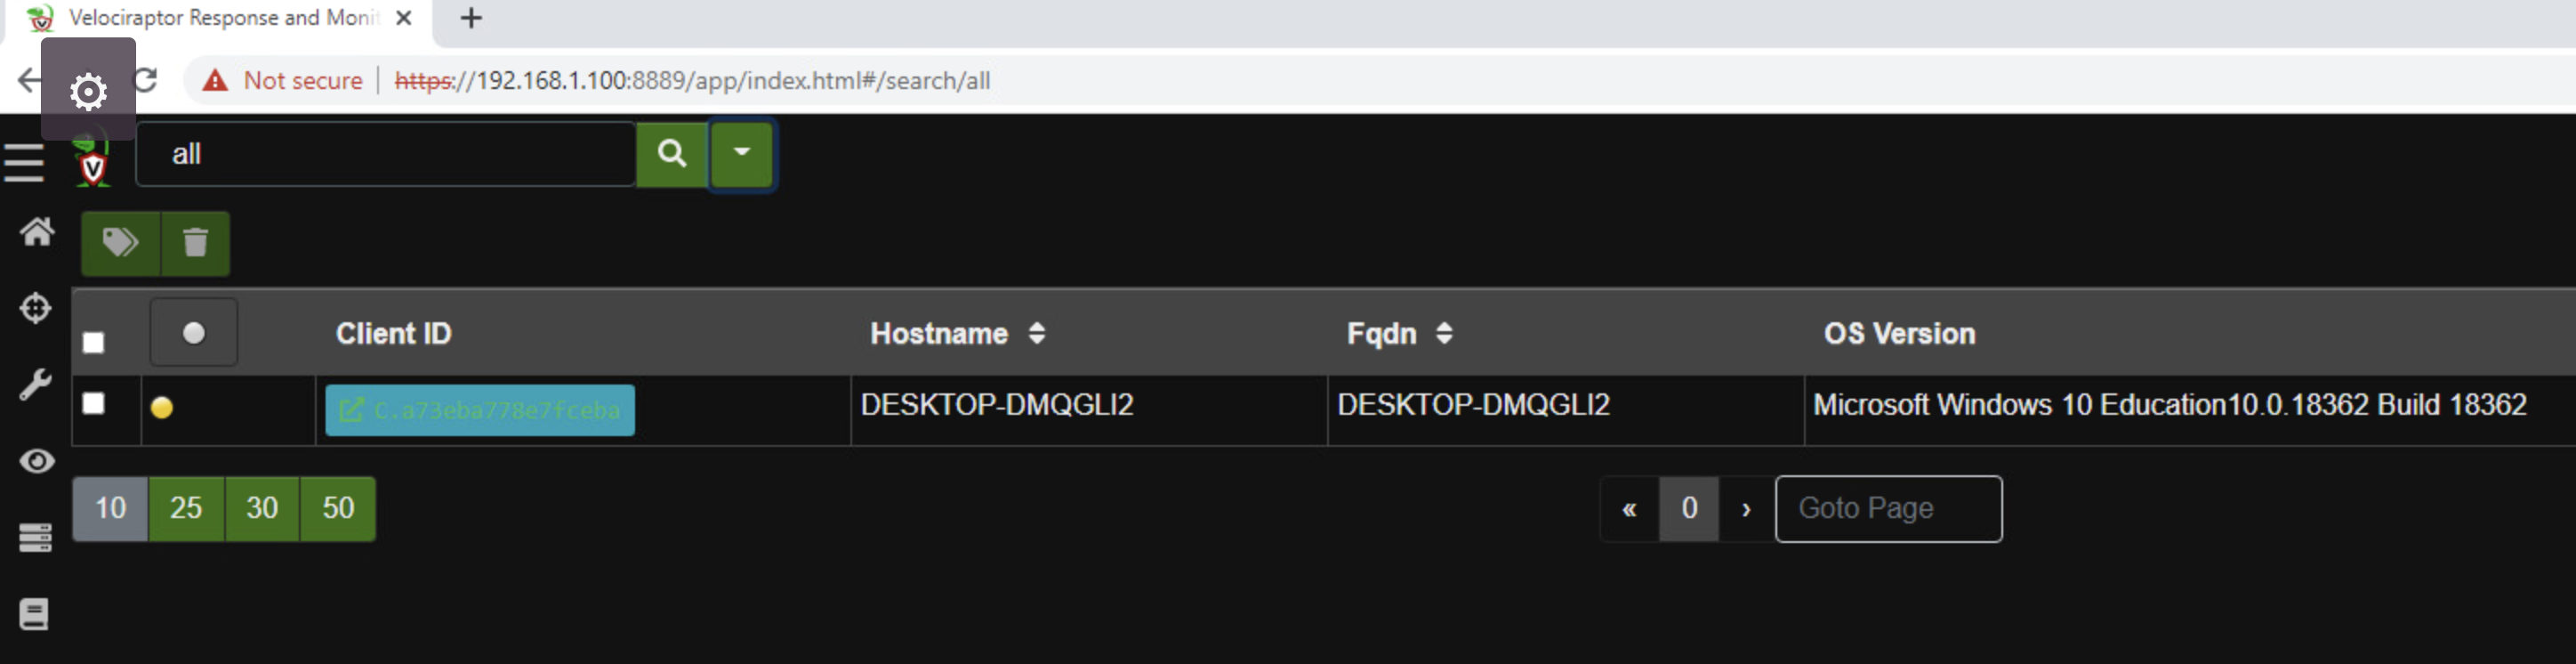 Velociraptor Response and Monit
Not secure | https://192.168.1.100:8889/app/index.html#/search/all
all
Client ID Hostname Fqdn OS Version
C.a73eba778e7fceba DESKTOP-DMQGLI2 DESKTOP-DMQGLI2 Microsoft Windows 10 Education10.0.18362 Build 18362
10 25 30 50 « 0 › Goto Page